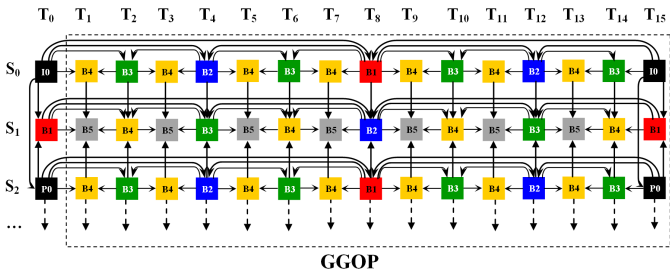 T0 T1 T2 T3 T4 T5 T6 T7 T8 T9 T10 T11 T12 T13 T14 T15
S0 I0 B4 B3 B4 B2 B4 B3 B4 B1 B4 B3 B4 B2 B4 B3 I0
S1 B1 B5 B4 B5 B3 B5 B4 B5 B2 B5 B4 B5 B3 B5 B4 B1
S2 P0 B4 B3 B4 B2 B4 B3 B4 B1 B4 B3 B4 B2 B4 B3 P0
...
GGOP